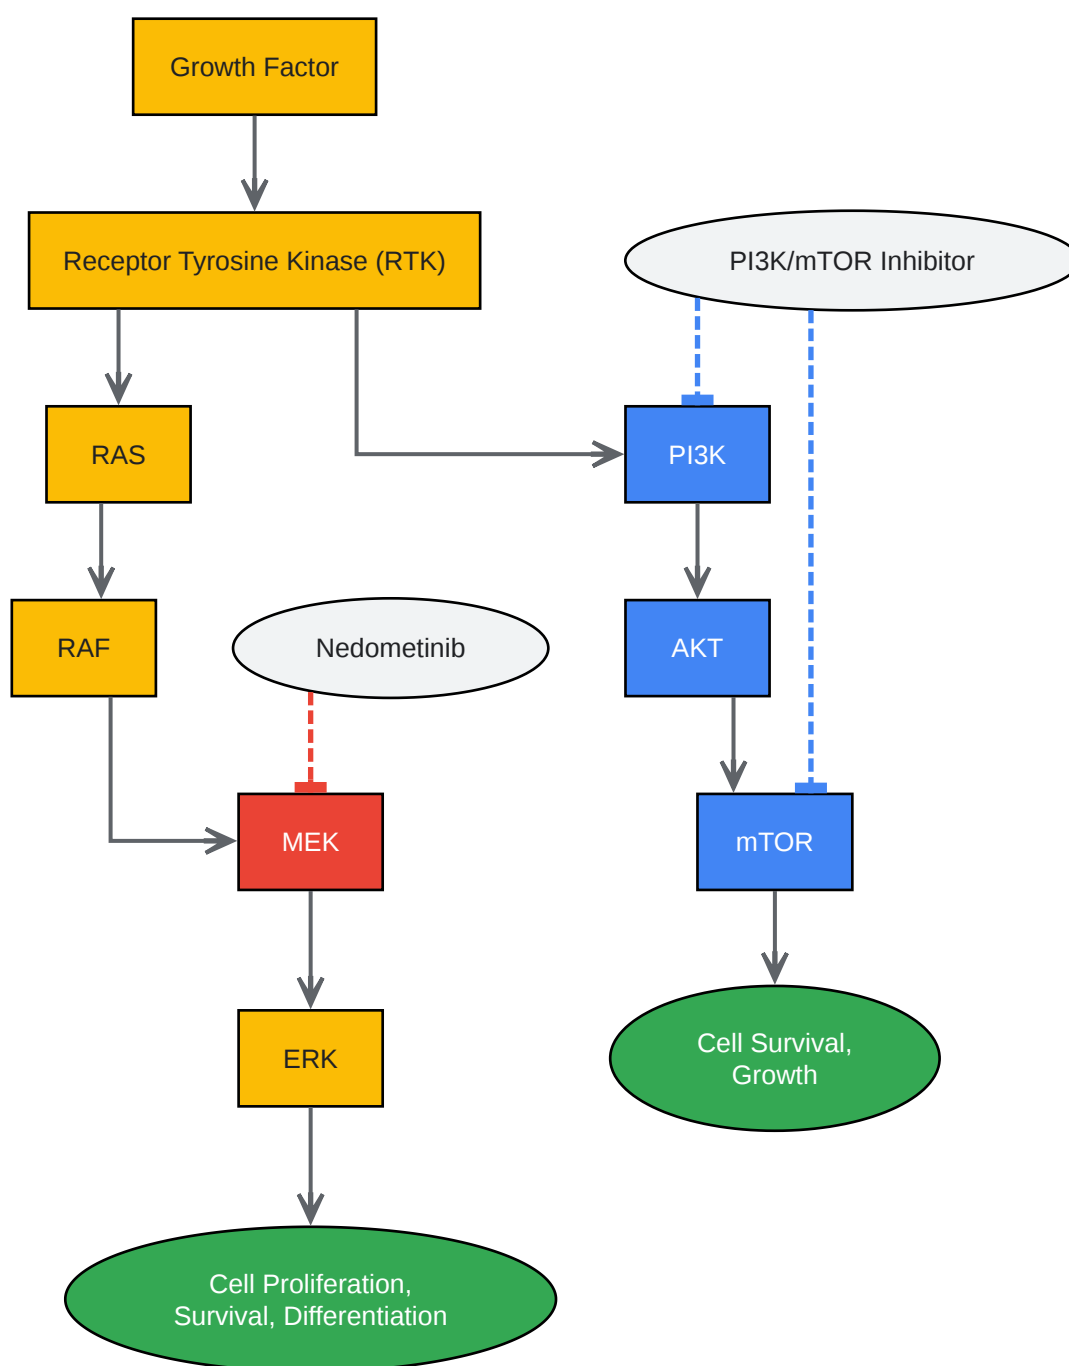 Growth Factor
Receptor Tyrosine Kinase (RTK)
PI3K/mTOR Inhibitor
RAS
PI3K
RAF
Nedometinib
AKT
MEK
mTOR
ERK
Cell Survival,
Growth
Cell Proliferation,
Survival, Differentiation